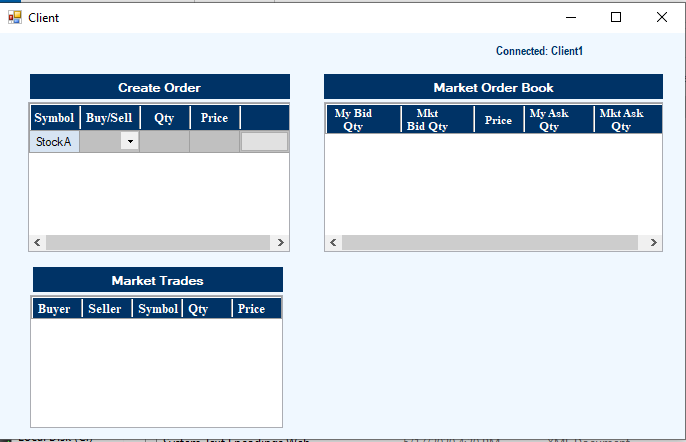 Client
Connected: Client1
Create Order
Market Order Book
Symbol Buy/Sell Qty Price
My Bid Qty Mkt Bid Qty Price My Ask Qty Mkt Ask Qty
StockA
Market Trades
Buyer Seller Symbol Qty Price